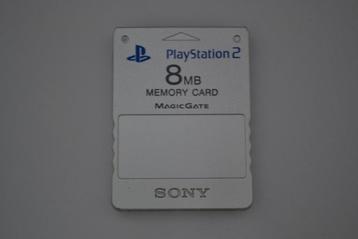 PlayStation 2
8MB
MEMORY CARD
MAGICGATE
SONY